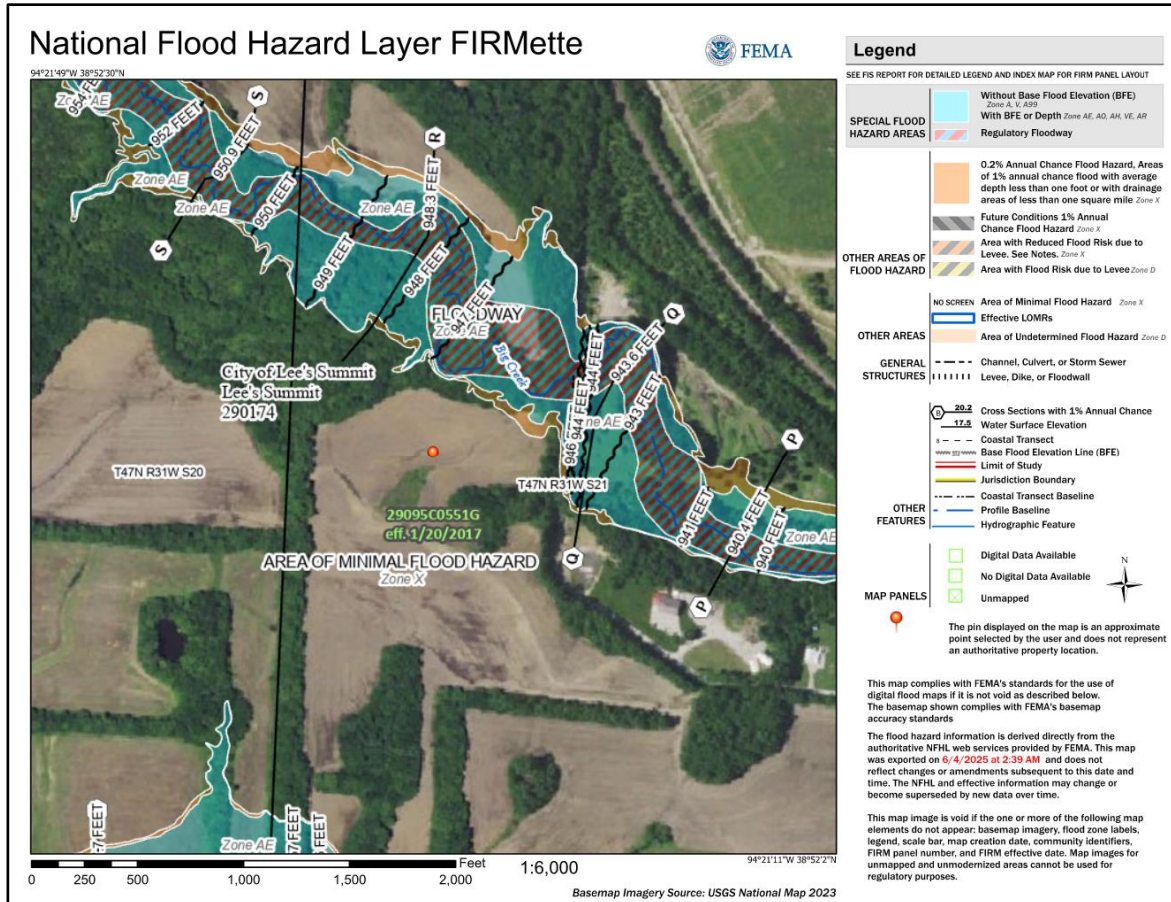 National Flood Hazard Layer FIRMette
FEMA
94°21'49"W 38°52'30"N
954 FE
Zone AE
952 FEET
950.9 FEET
S
R
950 FEET
Zone AE
Zone AE
948.3 FEET
949 FEET
948 FEET
S
FLOODWAY
Zone AE
Big Creek
Q
944 FEET
943.6 FEET
City of Lee's Summit
Lee's Summit
290174
944 FEET
943 FEET
946
T47N R31W S20
T47N R31W S21
P
29095C0551G
eff. 1/20/2017
941 FEET
940.4 FEET
940 FEET
Zone AE
AREA OF MINIMAL FLOOD HAZARD
Zone X
Q
P
7 FEET
Zone AE
7 FEET
FEET
94°21'11"W 38°52'2"N
0 250 500 1,000 1,500 2,000
Feet
1:6,000
Basemap Imagery Source: USGS National Map 2023
Legend
SEE FIS REPORT FOR DETAILED LEGEND AND INDEX MAP FOR FIRM PANEL LAYOUT
SPECIAL FLOOD
HAZARD AREAS
Without Base Flood Elevation (BFE)
Zone A, V, A99
With BFE or Depth Zone AE, AO, AH, VE, AR
Regulatory Floodway
OTHER AREAS OF
FLOOD HAZARD
0.2% Annual Chance Flood Hazard, Areas
of 1% annual chance flood with average
depth less than one foot or with drainage
areas of less than one square mile Zone X
Future Conditions 1% Annual
Chance Flood Hazard Zone X
Area with Reduced Flood Risk due to
Levee. See Notes. Zone X
Area with Flood Risk due to Levee Zone D
OTHER AREAS
NO SCREEN Area of Minimal Flood Hazard Zone X
Effective LOMRs
Area of Undetermined Flood Hazard Zone D
GENERAL
STRUCTURES
Channel, Culvert, or Storm Sewer
Levee, Dike, or Floodwall
OTHER
FEATURES
B 20.2 Cross Sections with 1% Annual Chance
17.5 Water Surface Elevation
8 Coastal Transect
Base Flood Elevation Line (BFE)
Limit of Study
Jurisdiction Boundary
Coastal Transect Baseline
Profile Baseline
Hydrographic Feature
MAP PANELS
Digital Data Available
No Digital Data Available
Unmapped
N
The pin displayed on the map is an approximate
point selected by the user and does not represent
an authoritative property location.
This map complies with FEMA's standards for the use of
digital flood maps if it is not void as described below.
The basemap shown complies with FEMA's basemap
accuracy standards
The flood hazard information is derived directly from the
authoritative NFHL web services provided by FEMA. This map
was exported on 6/4/2025 at 2:39 AM and does not
reflect changes or amendments subsequent to this date and
time. The NFHL and effective information may change or
become superseded by new data over time.
This map image is void if the one or more of the following map
elements do not appear: basemap imagery, flood zone labels,
legend, scale bar, map creation date, community identifiers,
FIRM panel number, and FIRM effective date. Map images for
unmapped and unmodernized areas cannot be used for
regulatory purposes.